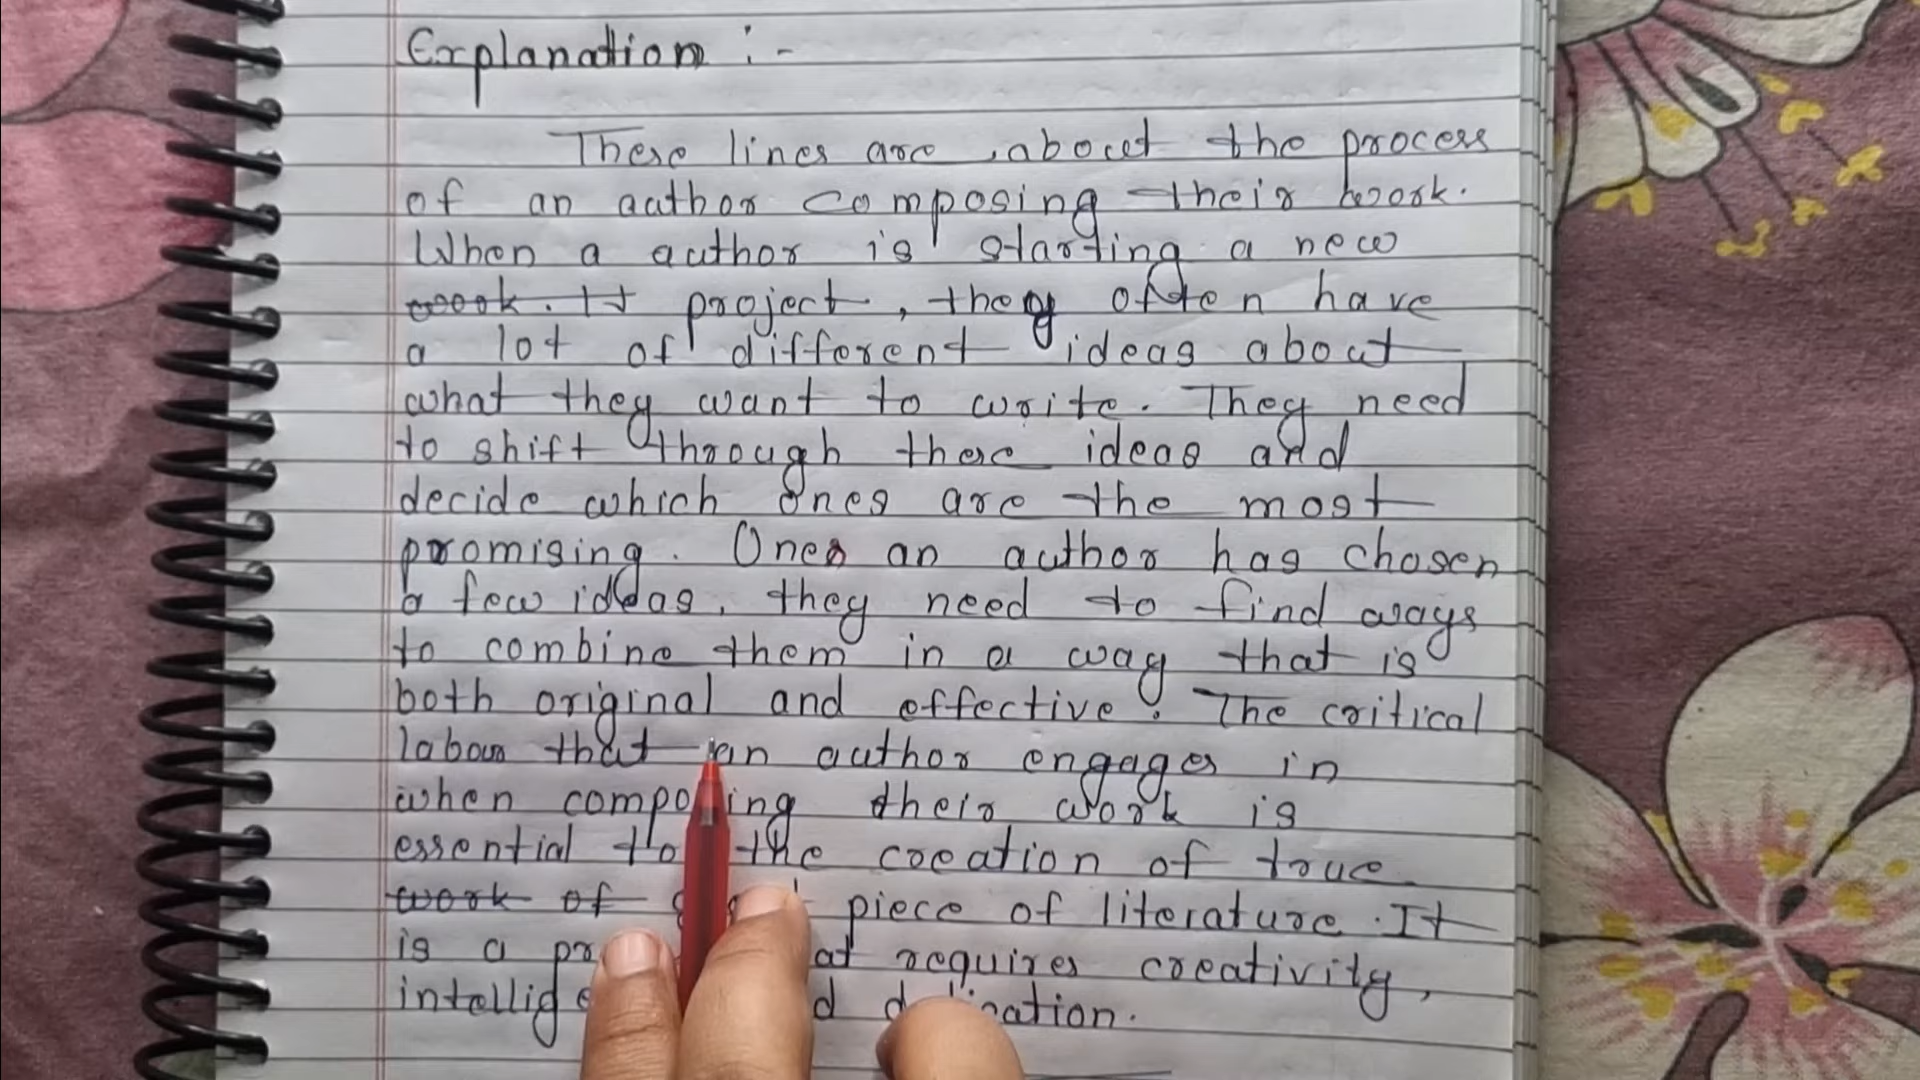 Explanation :-
These lines are about the process
of an author composing their work.
When a author is starting a new
work. It project, they often have
a lot of different ideas about
what they want to write. They need
to shift through these ideas and
decide which ones are the most
promising. Ones an author has chosen
a few ideas, they need to find ways
to combine them in a way that is
both original and effective. The critical
labour that an author engages in
when composing their work is
essential to the creation of true
work of piece of literature. It
is a requires creativity,